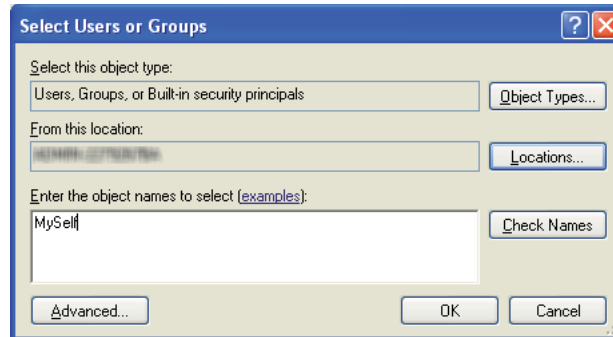 Select Users or Groups
Select this object type:
Users, Groups, or Built-in security principals
Object Types...
From this location:
Locations...
Enter the object names to select (examples):
MySelf
Check Names
Advanced...
OK
Cancel